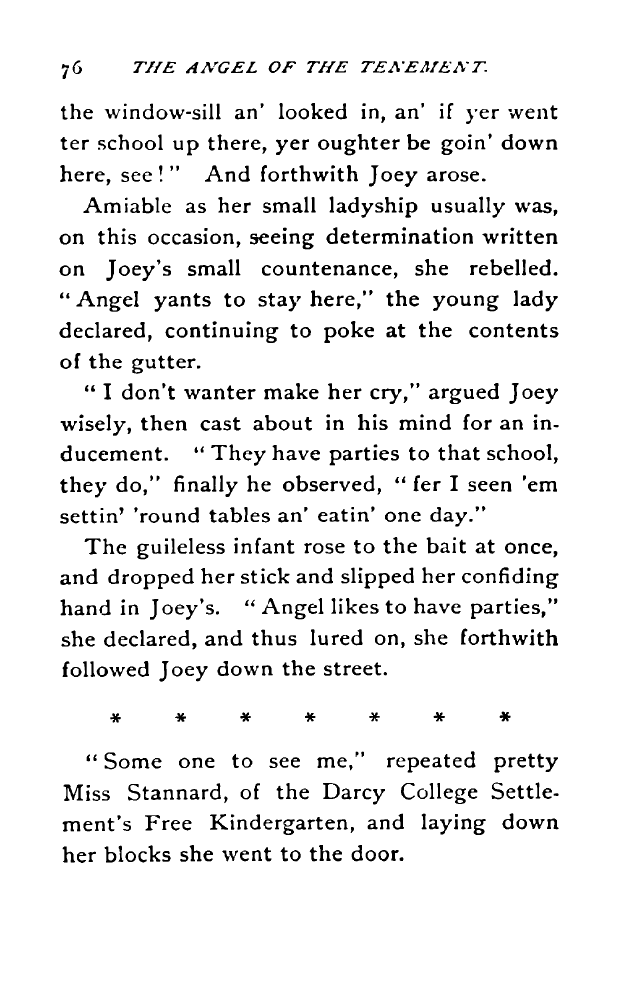 76 THE ANGEL OF THE TENEMENT.
the window-sill an' looked in, an' if yer went
ter school up there, yer oughter be goin' down
here, see!" And forthwith Joey arose.
Amiable as her small ladyship usually was,
on this occasion, seeing determination written
on Joey's small countenance, she rebelled.
"Angel yants to stay here," the young lady
declared, continuing to poke at the contents
of the gutter.
"I don't wanter make her cry," argued Joey
wisely, then cast about in his mind for an in-
ducement. "They have parties to that school,
they do," finally he observed, "fer I seen 'em
settin' 'round tables an' eatin' one day."
The guileless infant rose to the bait at once,
and dropped her stick and slipped her confiding
hand in Joey's. "Angel likes to have parties,"
she declared, and thus lured on, she forthwith
followed Joey down the street.
* * * * * * *
"Some one to see me," repeated pretty
Miss Stannard, of the Darcy College Settle-
ment's Free Kindergarten, and laying down
her blocks she went to the door.